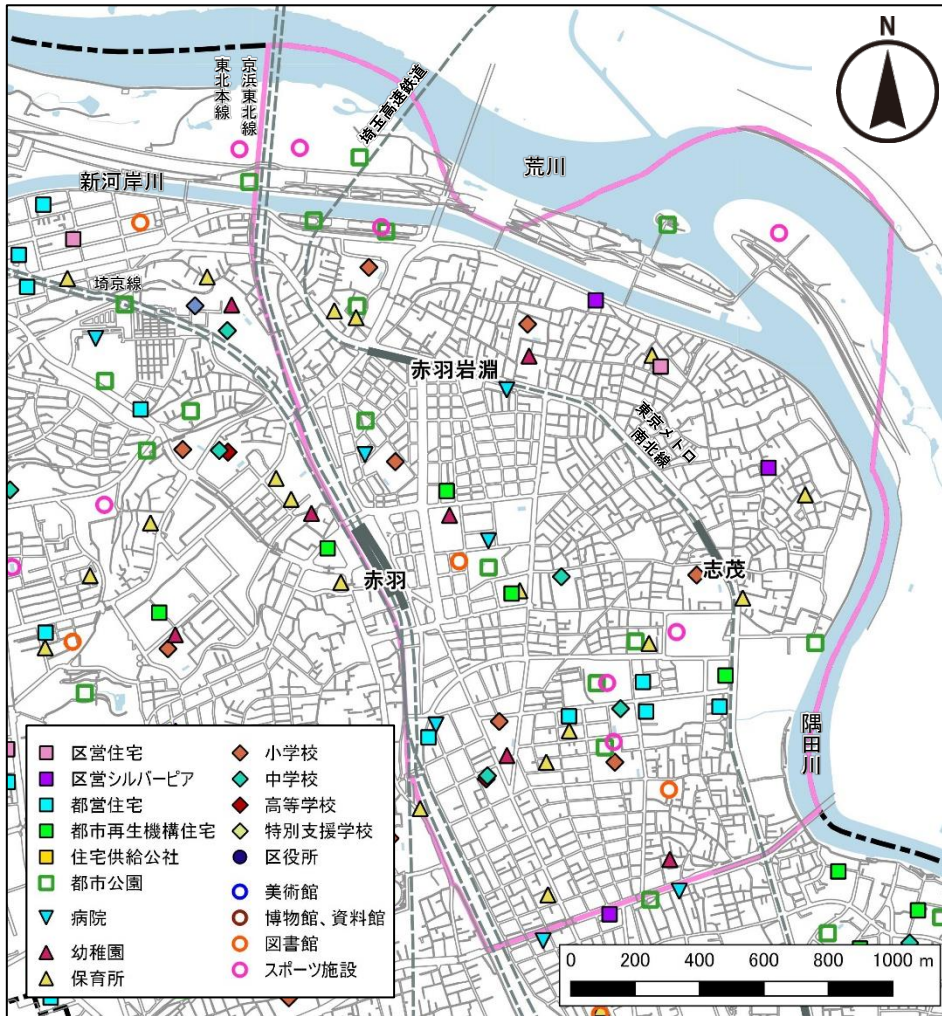 N
東北本線
京浜東北線
埼玉高速鉄道
荒川
新河岸川
埼京線
赤羽岩淵
東京メトロ
南北線
赤羽
志茂
隅田川
区営住宅
区営シルバーピア
都営住宅
都市再生機構住宅
住宅供給公社
都市公園
病院
幼稚園
保育所
小学校
中学校
高等学校
特別支援学校
区役所
美術館
博物館、資料館
図書館
スポーツ施設
0 200 400 600 800 1000 m